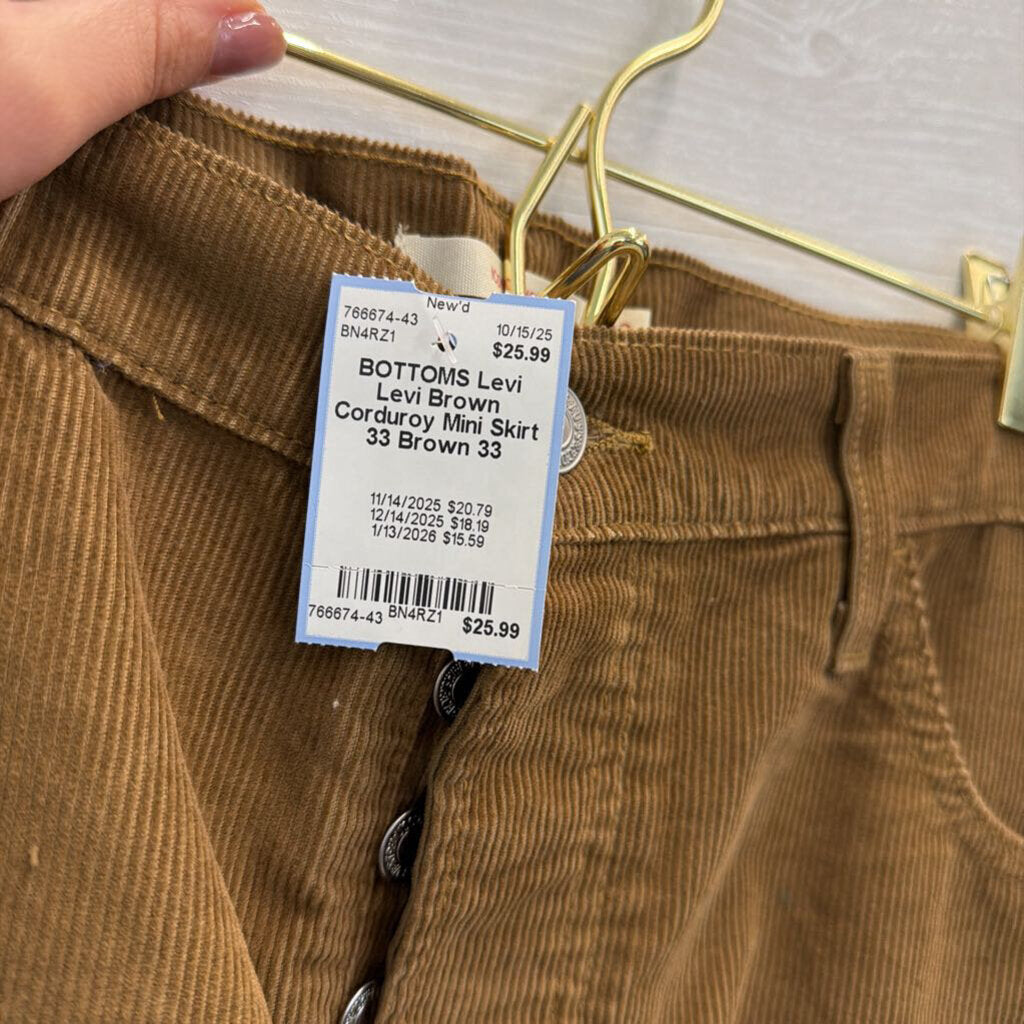 New'd
766674-43
BN4RZ1
10/15/25
$25.99
BOTTOMS Levi
Levi Brown
Corduroy Mini Skirt
33 Brown 33
11/14/2025 $20.79
12/14/2025 $18.19
1/13/2026 $15.59
766674-43 BN4RZ1 $25.99